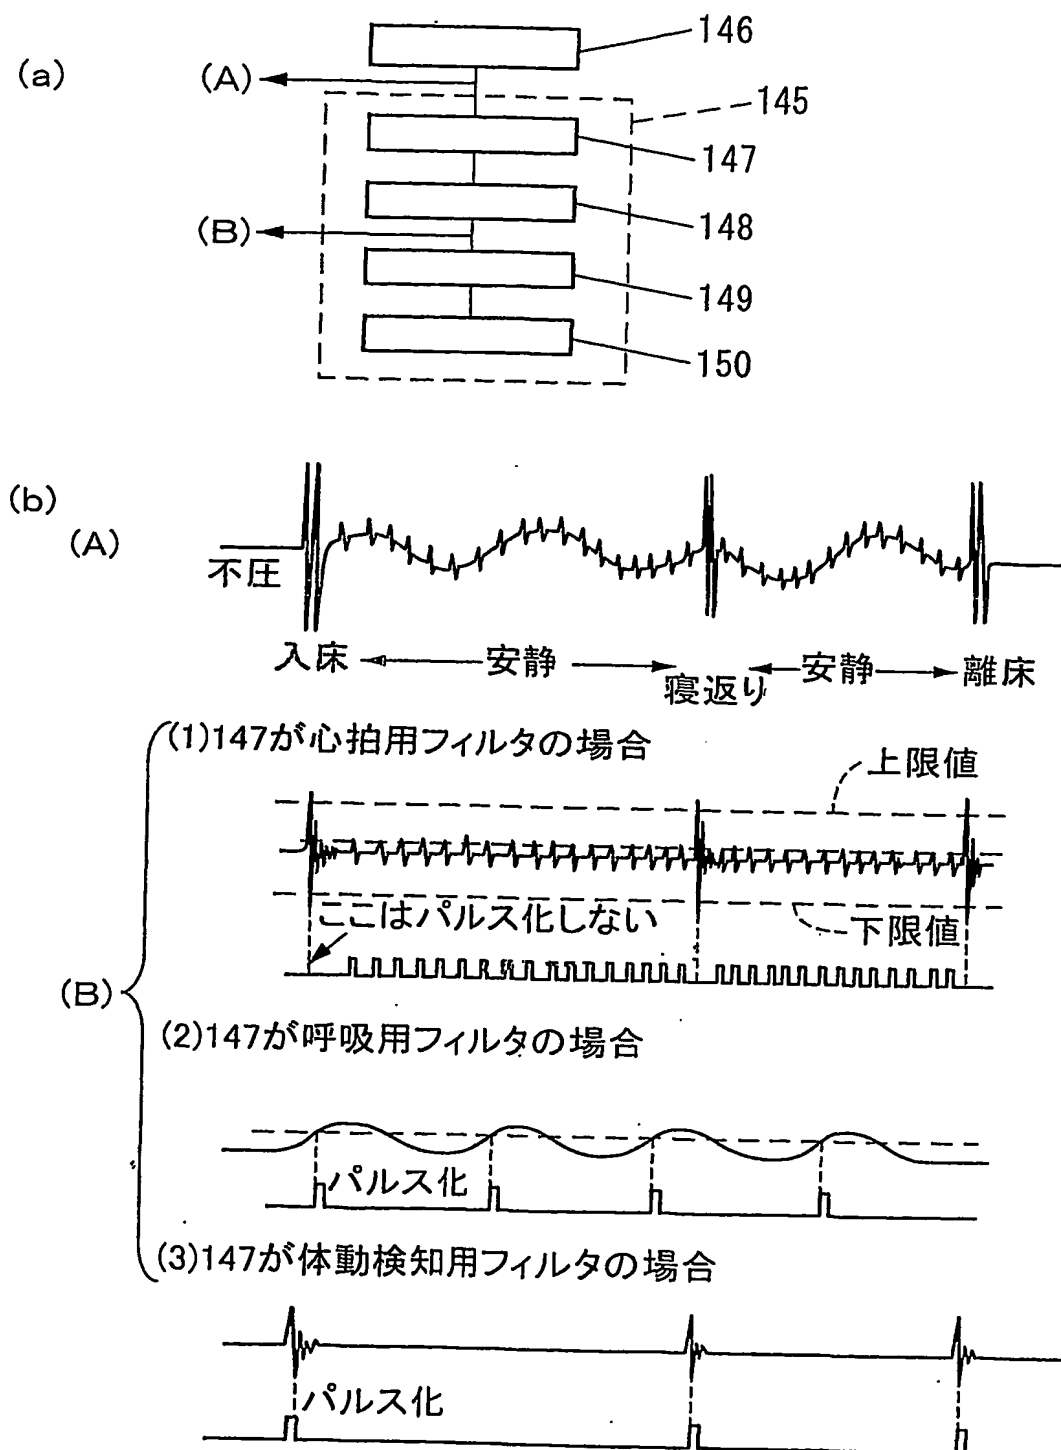 (a)
(A)
146
145
147
148
(B)
149
150
(b)
(A)
不圧
入床 安静 寝返り 安静 離床
(B)
(1)147が心拍用フィルタの場合
上限値
ここはパルス化しない
下限値
(2)147が呼吸用フィルタの場合
パルス化
(3)147が体動検知用フィルタの場合
パルス化